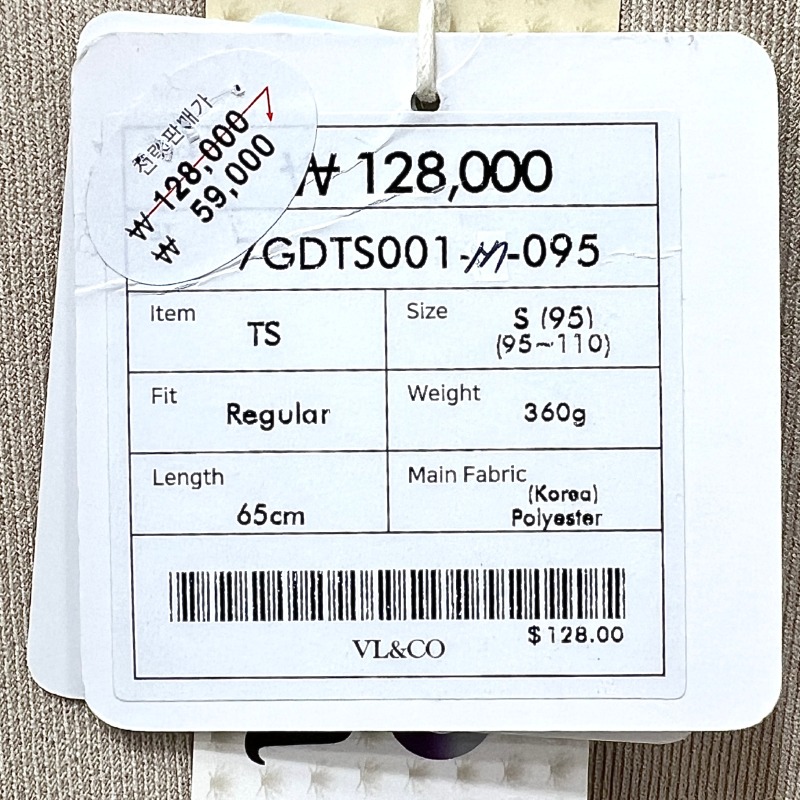 전략판매가
₩ 128,000
₩ 59,000
₩ 128,000
GDTS001-M-095
Item
TS
Size
S (95)
(95~110)
Fit
Regular
Weight
360g
Length
65cm
Main Fabric
(Korea)
Polyester
$128.00
VL&CO